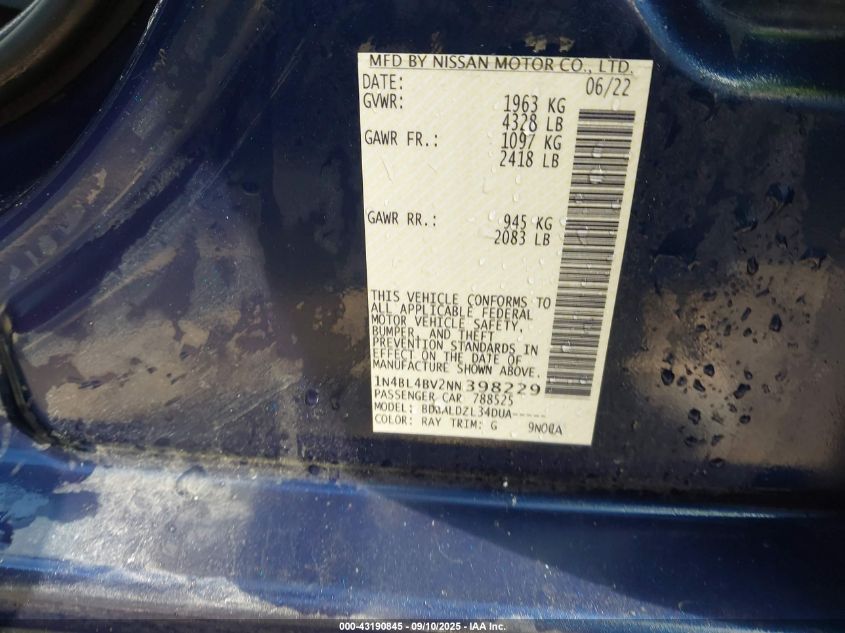 MFD BY NISSAN MOTOR CO., LTD.
DATE: 06/22
GVWR: 1963 KG
4328 LB
GAWR FR.: 1097 KG
2418 LB
GAWR RR.: 945 KG
2083 LB
THIS VEHICLE CONFORMS TO
ALL APPLICABLE FEDERAL
MOTOR VEHICLE SAFETY,
BUMPER, AND THEFT
PREVENTION STANDARDS IN
EFFECT ON THE DATE OF
MANUFACTURE SHOWN ABOVE.
1N4BL4BV2NN398229
PASSENGER CAR 788525
MODEL:
COLOR: RAY TRIM: G
000-43190845 - 09/10/2025 - IAA Inc.